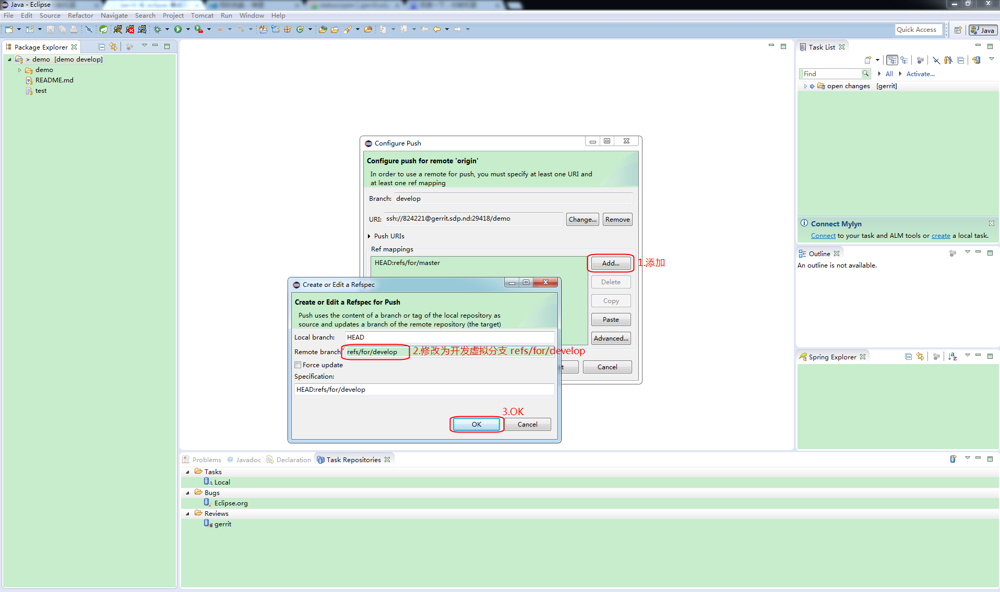 Java - Eclipse
File Edit Source Refactor Navigate Search Project Tomcat Run Window Help
Quick Access
Java
Package Explorer
> demo [demo develop]
demo
README.md
test
Task List
Find
All
Activate...
open changes [gerrit]
Configure Push
Configure push for remote 'origin'
In order to use a remote for push, you must specify at least one URI and
at least one ref mapping
Branch: develop
URI: ssh://824221@gerrit.sdp.nd:29418/demo
Change... Remove
Push URIs
Ref mappings
HEAD:refs/for/master
Add... 1.添加
Delete
Copy
Paste
Advanced...
Cancel
Create or Edit a Refspec
Create or Edit a Refspec for Push
Push uses the content of a branch or tag of the local repository as
source and updates a branch of the remote repository (the target)
Local branch: HEAD
Remote branch: refs/for/develop 2.修改为开发虚拟分支 refs/for/develop
Force update
Specification:
HEAD:refs/for/develop
3.OK
OK Cancel
Connect Mylyn
Connect to your task and ALM tools or create a local task.
Outline
An outline is not available.
Spring Explorer
Problems @ Javadoc Declaration Task Repositories
Tasks
Local
Bugs
Eclipse.org
Reviews
gerrit